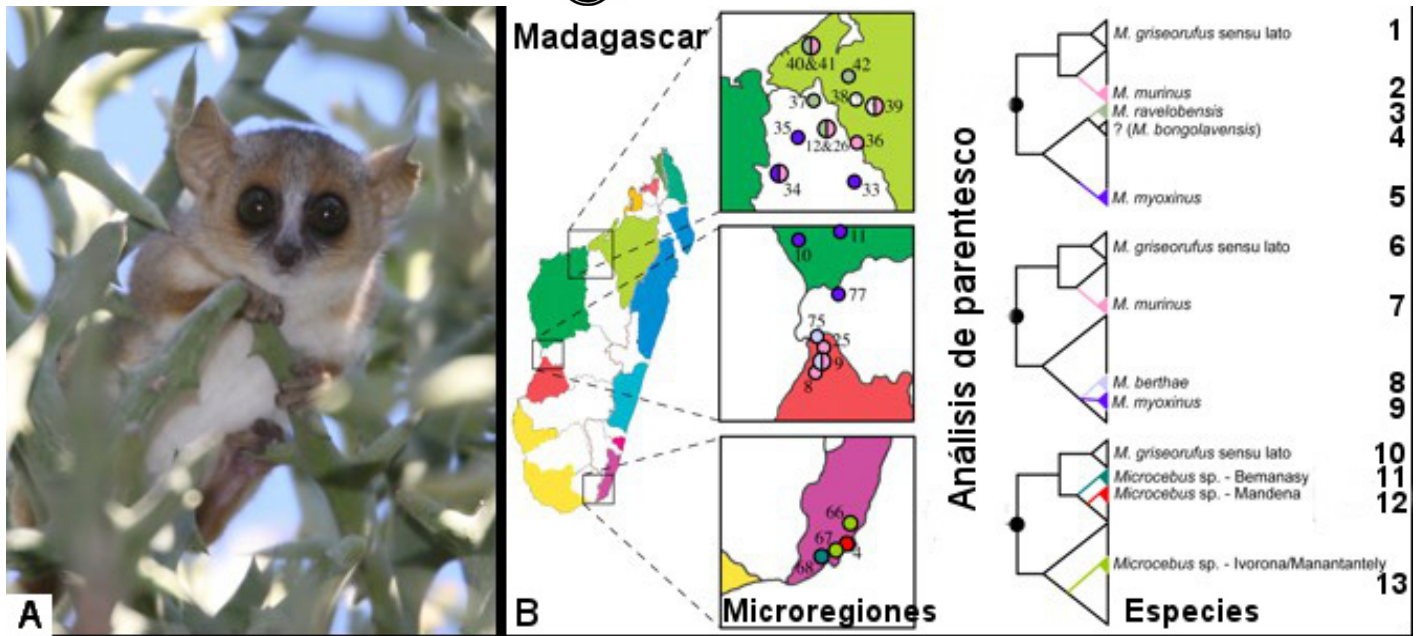 A
B
Madagascar
40&41
42
37
38
39
35
12&26
36
34
33
11
10
77
75
25
9
8
66
67
4
68
Microregiones
Análisis de parentesco
M. griseorufus sensu lato 1
M. murinus 2
M. ravelobensis 3
? (M. bongolavensis) 4
M. myoxinus 5
M. griseorufus sensu lato 6
M. murinus 7
M. berthae 8
M. myoxinus 9
M. griseorufus sensu lato 10
Microcebus sp. - Bemanasy 11
Microcebus sp. - Mandena 12
Microcebus sp. - Ivorona/Manantantely 13
Especies